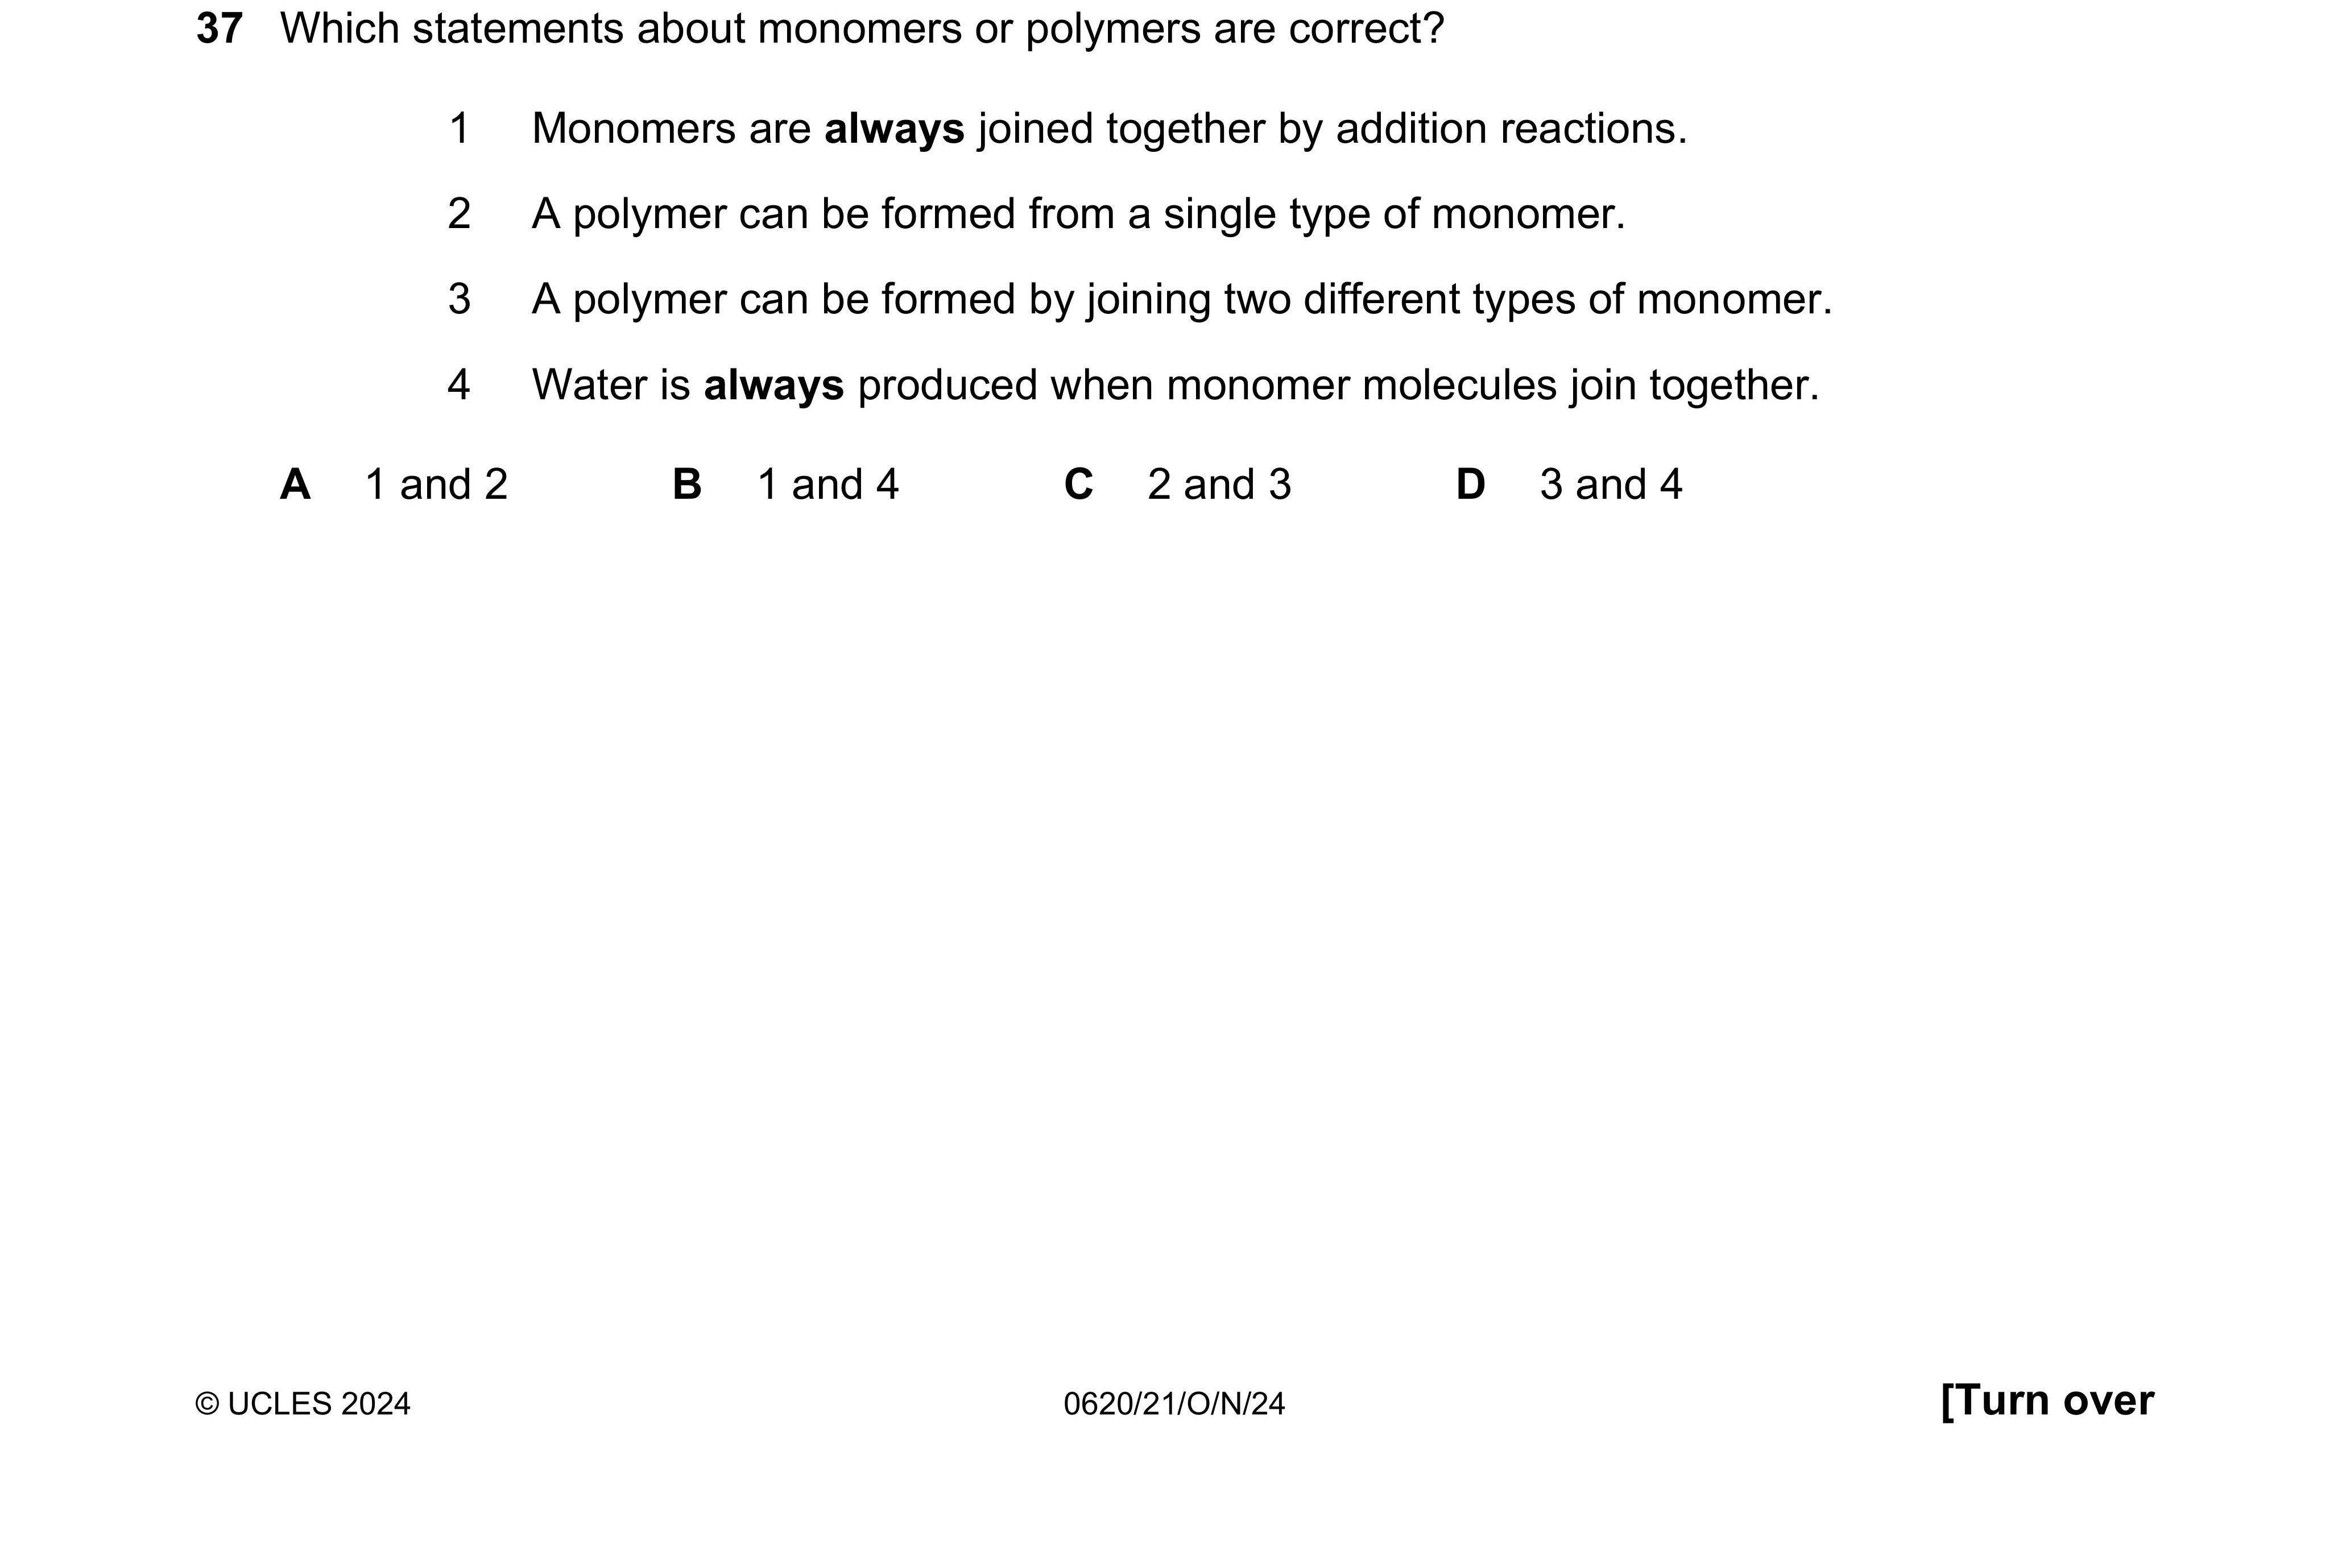 37 Which statements about monomers or polymers are correct?
1 Monomers are always joined together by addition reactions.
2 A polymer can be formed from a single type of monomer.
3 A polymer can be formed by joining two different types of monomer.
4 Water is always produced when monomer molecules join together.
A 1 and 2 B 1 and 4 C 2 and 3 D 3 and 4
© UCLES 2024 0620/21/O/N/24 [Turn over